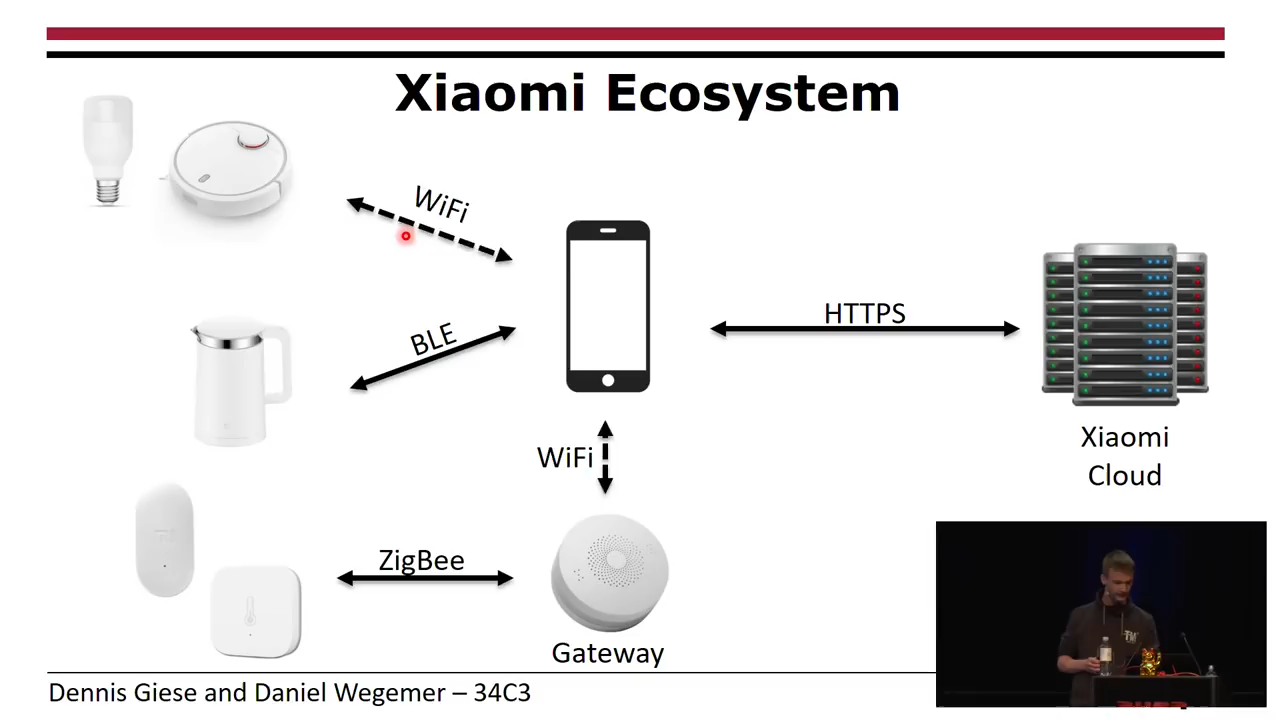 Xiaomi Ecosystem
WiFi
BLE
HTTPS
WiFi
Xiaomi
Cloud
ZigBee
Gateway
Dennis Giese and Daniel Wegemer – 34C3